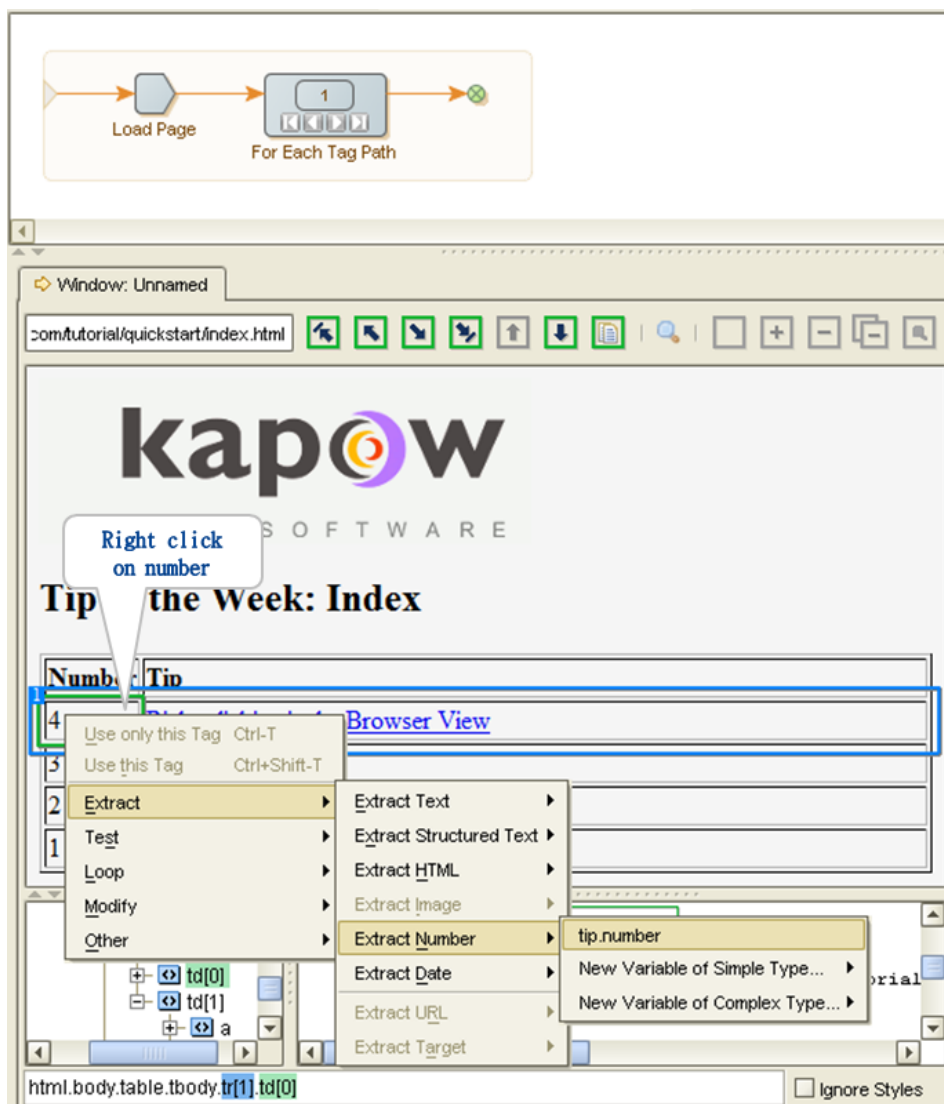 1
Load Page
For Each Tag Path
Window: Unnamed
com/tutorial/quickstart/index.html
kapow
SOFTWARE
Right click
on number
Tip the Week: Index
Number Tip
1
4 Browser View
Use only this Tag Ctrl-T
3 Use this Tag Ctrl+Shift-T
2 Extract
Extract Text
Test
Extract Structured Text
1 Loop
Extract HTML
Modify
Extract Image
Other
Extract Number
tip.number
td[0]
Extract Date
New Variable of Simple Type...
orial
td[1]
Extract URL
New Variable of Complex Type...
a
Extract Target
html.body.table.tbody.tr[1].td[0]
Ignore Styles